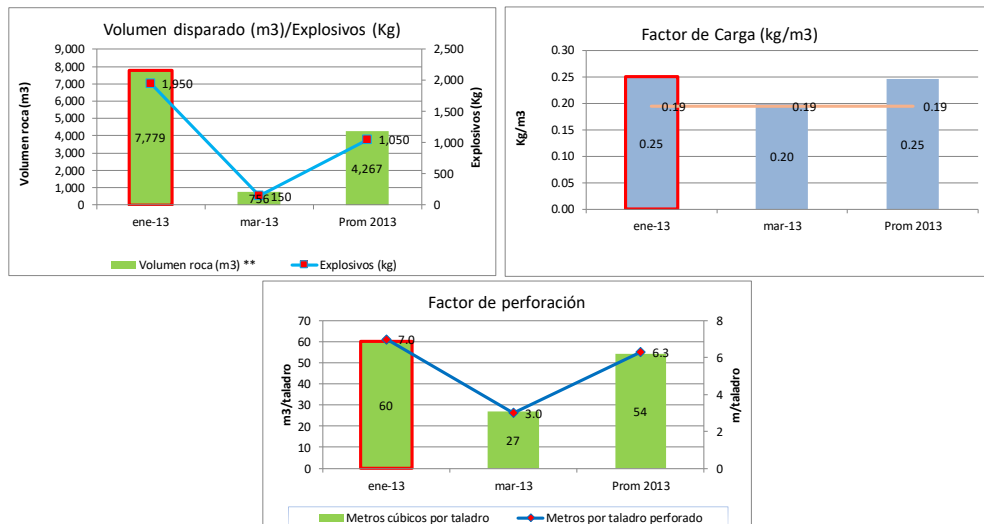 Volumen disparado (m3)/Explosivos (Kg)
9,000
8,000
7,000
6,000
5,000
4,000
3,000
2,000
1,000
0
Volumen roca (m3)
2,500
2,000
1,500
1,000
500
0
Explosivos (Kg)
1,950
7,779
756
150
1,050
4,267
ene-13
mar-13
Prom 2013
Volumen roca (m3) **
Explosivos (kg)
Factor de Carga (kg/m3)
0.30
0.25
0.20
0.15
0.10
0.05
0.00
Kg/m3
0.19
0.19
0.19
0.25
0.20
0.25
ene-13
mar-13
Prom 2013
Factor de perforación
70
60
50
40
30
20
10
0
m3/taladro
8
6
4
2
0
m/taladro
7.0
3.0
6.3
60
27
54
ene-13
mar-13
Prom 2013
Metros cúbicos por taladro
Metros por taladro perforado